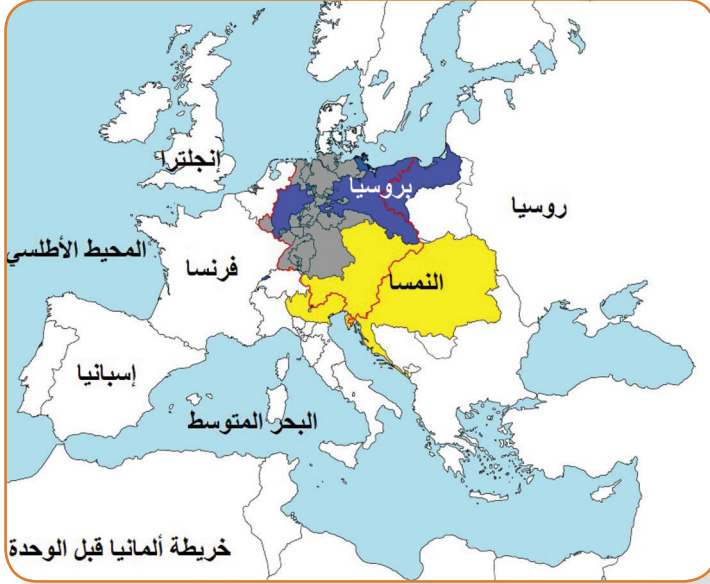 إنجلترا
بروسيا
روسيا
المحيط الأطلسي
فرنسا
النمسا
إسبانيا
البحر المتوسط
خريطة ألمانيا قبل الوحدة